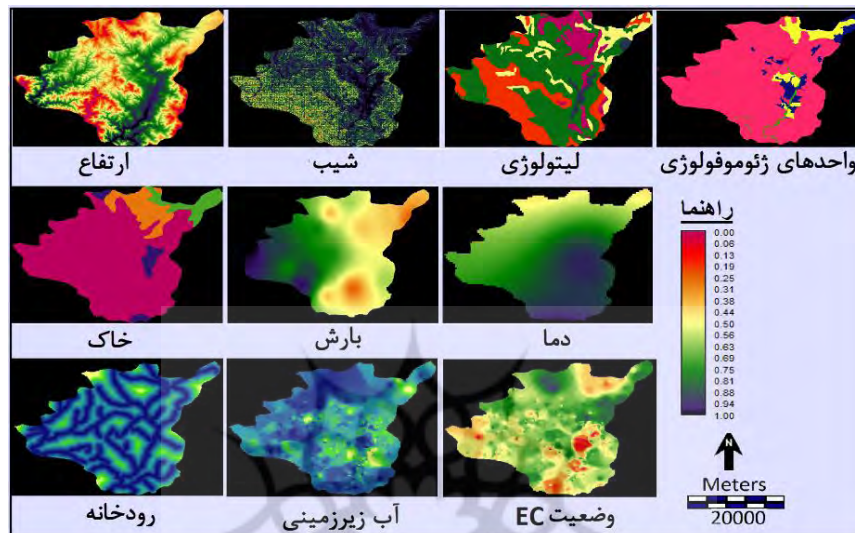 ارتفاع
شیب
لیتولوژی
واحدهای ژئوموفولوژی
خاک
بارش
دما
راهنما
0.00
0.06
0.13
0.19
0.25
0.31
0.38
0.44
0.50
0.56
0.63
0.69
0.75
0.81
0.88
0.94
1.00
رودخانه
آب زیرزمینی
وضعیت EC
N
Meters
20000